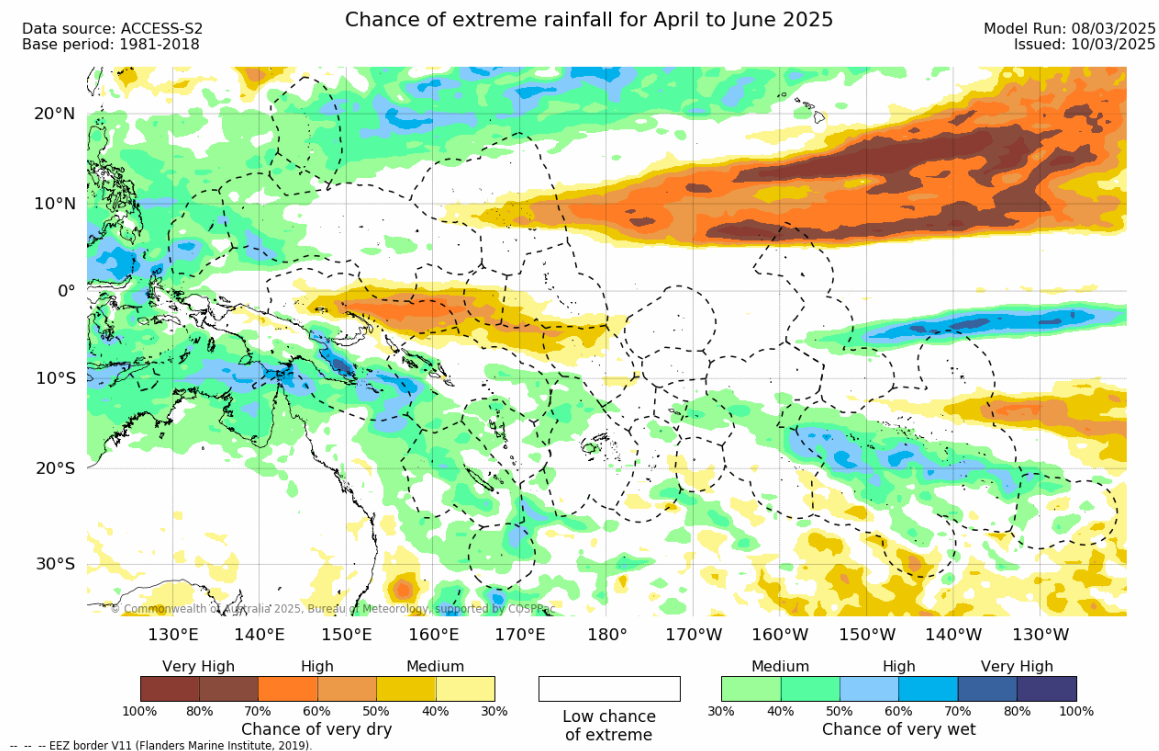 Chance of extreme rainfall for April to June 2025
Data source: ACCESS-S2
Base period: 1981-2018
Model Run: 08/03/2025
Issued: 10/03/2025
20°N
10°N
0°
10°S
20°S
30°S
© Commonwealth of Australia 2025, Bureau of Meteorology, supported by COSPPac
130°E 140°E 150°E 160°E 170°E 180° 170°W 160°W 150°W 140°W 130°W
Very High High Medium
100% 80% 70% 60% 50% 40% 30%
Chance of very dry
Low chance
of extreme
Medium High Very High
30% 40% 50% 60% 70% 80% 100%
Chance of very wet
-- -- -- EEZ border V11 (Flanders Marine Institute, 2019).